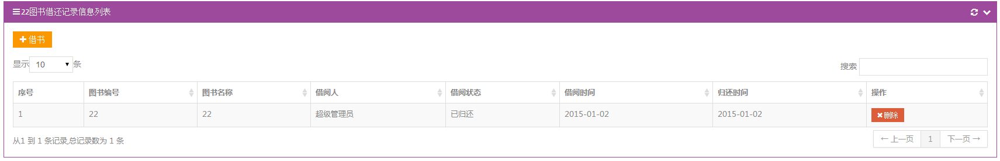 22图书借还记录信息列表
借书
显示 10 条
搜索
序号 图书编号 图书名称 借阅人 借阅状态 借阅时间 归还时间 操作
1 22 22 超级管理员 已归还 2015-01-02 2015-01-02 删除
从1 到 1 条记录,总记录数为 1 条
← 上一页 1 下一页 →